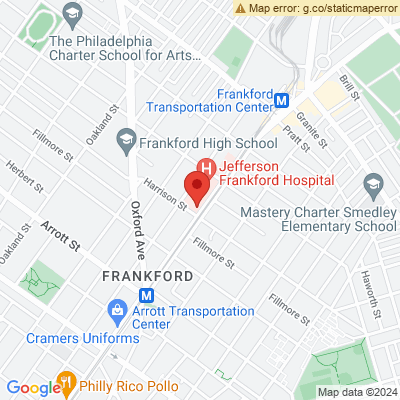 Map error: g.co/staticmaperror
The Philadelphia
Charter School for Arts...
Frankford
Transportation Center
M
Brill St
Granite St
Pratt St
Oakland St
Fillmore St
Frankford High School
H
Jefferson
Frankford Hospital
Herbert St
Harrison St
Mastery Charter Smedley
Elementary School
Oxford Ave
Oakland St
Arrott St
Fillmore St
Haworth St
FRANKFORD
M
Arrott Transportation
Center
Fillmore St
Cramers Uniforms
Google
Philly Rico Pollo
Map data ©2024